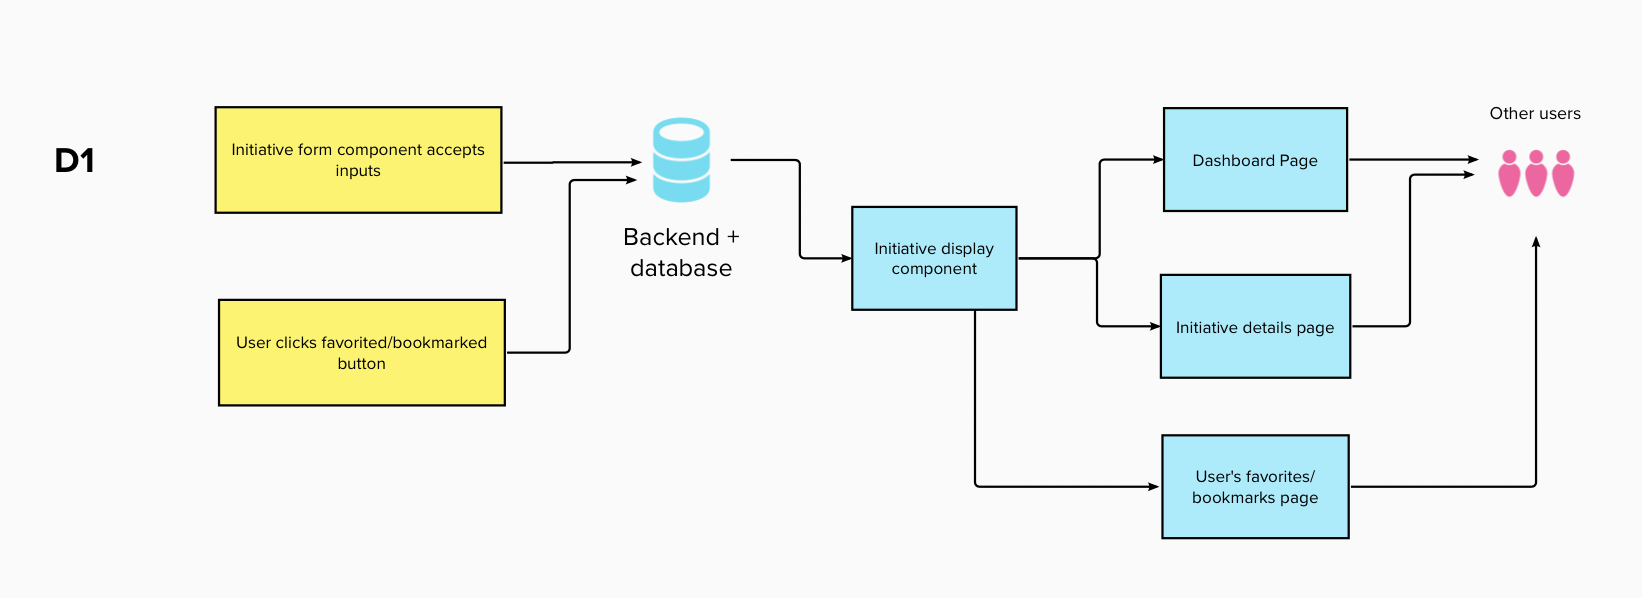 D1
Initiative form component accepts
inputs
User clicks favorited/bookmarked
button
Backend +
database
Initiative display
component
Dashboard Page
Initiative details page
User's favorites/
bookmarks page
Other users